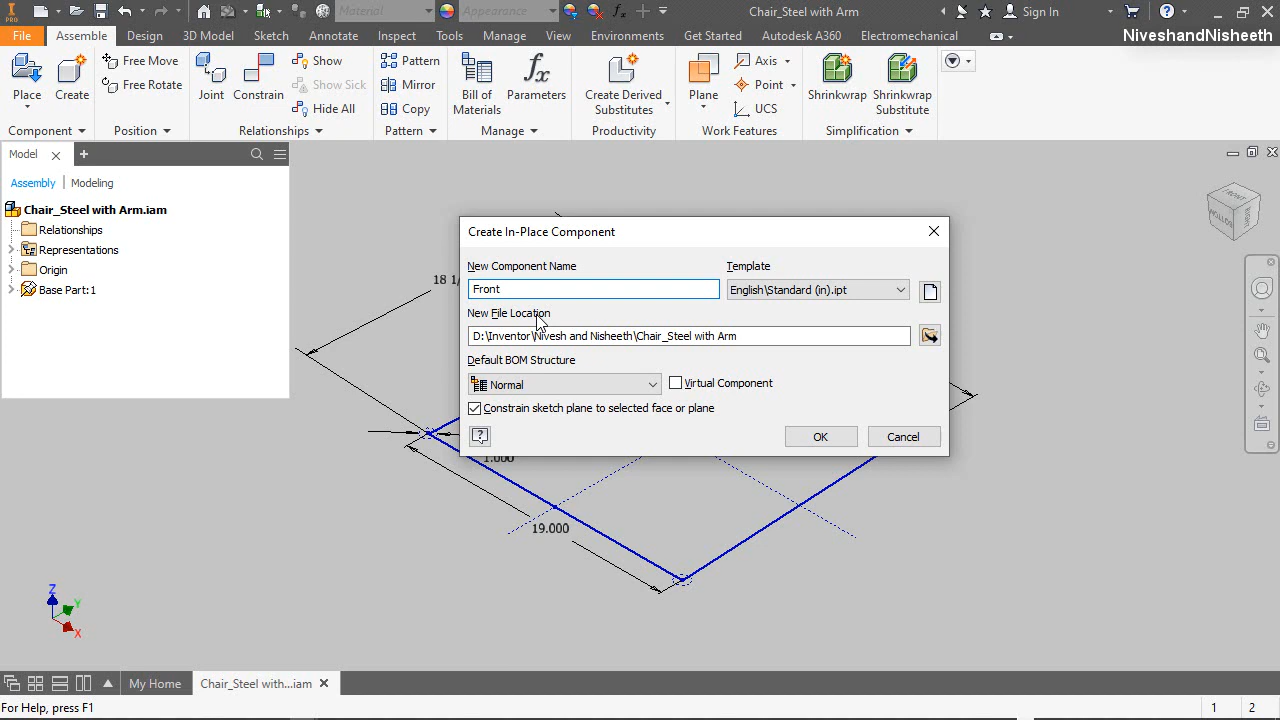 PRO
Material
Appearance
Chair_Steel with Arm
Sign In
File
Assemble
Design
3D Model
Sketch
Annotate
Inspect
Tools
Manage
View
Environments
Get Started
Autodesk A360
Electromechanical
NiveshandNisheeth
Place
Create
Free Move
Free Rotate
Joint
Constrain
Show
Show Sick
Hide All
Pattern
Mirror
Copy
Bill of
Materials
Parameters
Create Derived
Substitutes
Plane
Axis
Point
UCS
Shrinkwrap
Shrinkwrap
Substitute
Component
Position
Relationships
Pattern
Manage
Productivity
Work Features
Simplification
Model
Assembly
Modeling
Chair_Steel with Arm.iam
Relationships
Representations
Origin
Base Part:1
FRONT
BOTTOM
Create In-Place Component
New Component Name
Template
Front
English\Standard (in).ipt
New File Location
D:\Inventor\Nivesh and Nisheeth\Chair_Steel with Arm
Default BOM Structure
Normal
Virtual Component
Constrain sketch plane to selected face or plane
OK
Cancel
18 1/
1.000
19.000
Z
Y
X
My Home
Chair_Steel with...iam
For Help, press F1
1
2